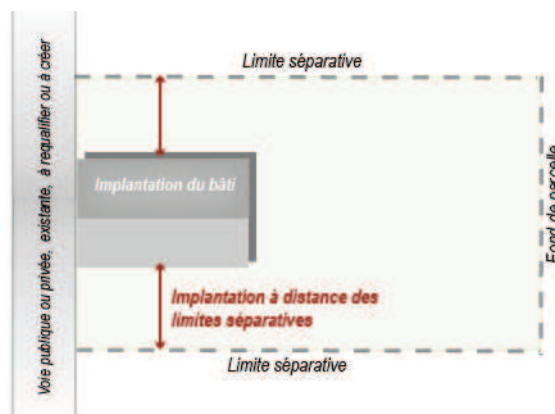 Limite séparative
Voie publique ou privée, existante, à requalifier ou à créer
Implantation du bâti
Fond de parcelle
Implantation à distance des
limites séparatives
Limite séparative